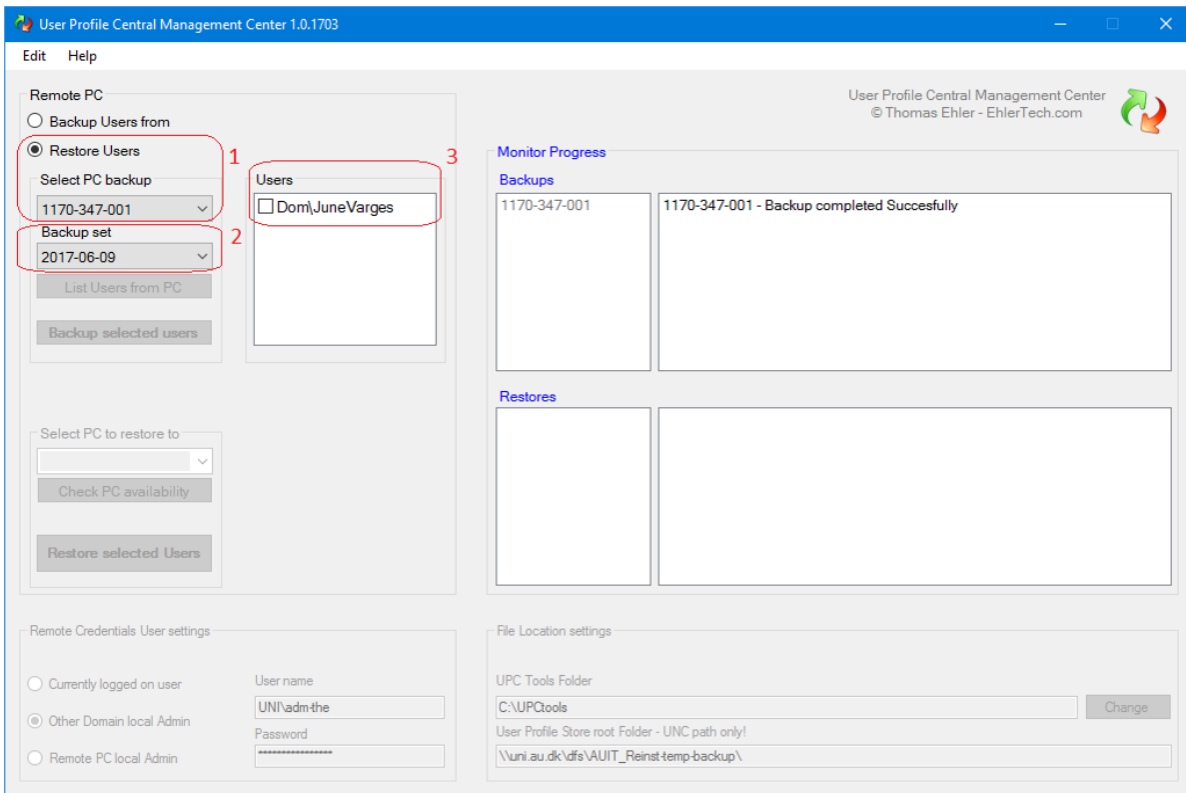 User Profile Central Management Center 1.0.1703
Edit Help
Remote PC
Backup Users from
Restore Users
1
Select PC backup
1170-347-001
Backup set
2
2017-06-09
List Users from PC
Backup selected users
Users
3
Dom\JuneVarges
Select PC to restore to
Check PC availability
Restore selected Users
User Profile Central Management Center
© Thomas Ehler - EhlerTech.com
Monitor Progress
Backups
1170-347-001
1170-347-001 - Backup completed Succesfully
Restores
Remote Credentials User settings
Currently logged on user
Other Domain local Admin
Remote PC local Admin
User name
UNI\adm-the
Password
****************
File Location settings
UPC Tools Folder
C:\UPCtools
Change
User Profile Store root Folder - UNC path only!
\\uni.au.dk\dfs\AUIT_Reinst-temp-backup\